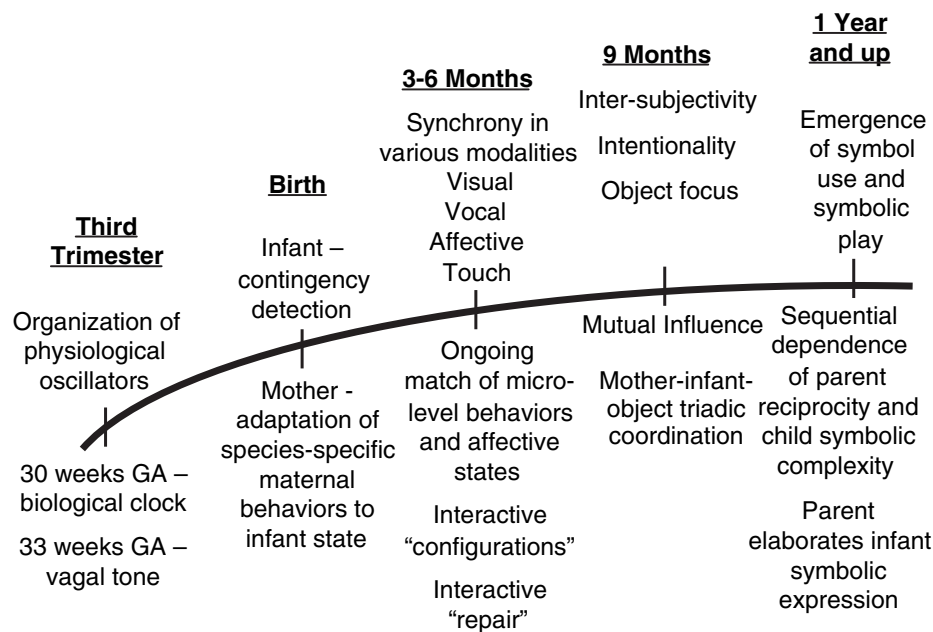 Third
Trimester
Organization of
physiological
oscillators
30 weeks GA –
biological clock
33 weeks GA –
vagal tone
Birth
Infant –
contingency
detection
Mother -
adaptation of
species-specific
maternal
behaviors to
infant state
3-6 Months
Synchrony in
various modalities
Visual
Vocal
Affective
Touch
Ongoing
match of micro-
level behaviors
and affective
states
Interactive
“configurations”
Interactive
“repair”
9 Months
Inter-subjectivity
Intentionality
Object focus
Mutual Influence
Mother-infant-
object triadic
coordination
1 Year
and up
Emergence
of symbol
use and
symbolic
play
Sequential
dependence
of parent
reciprocity and
child symbolic
complexity
Parent
elaborates infant
symbolic
expression